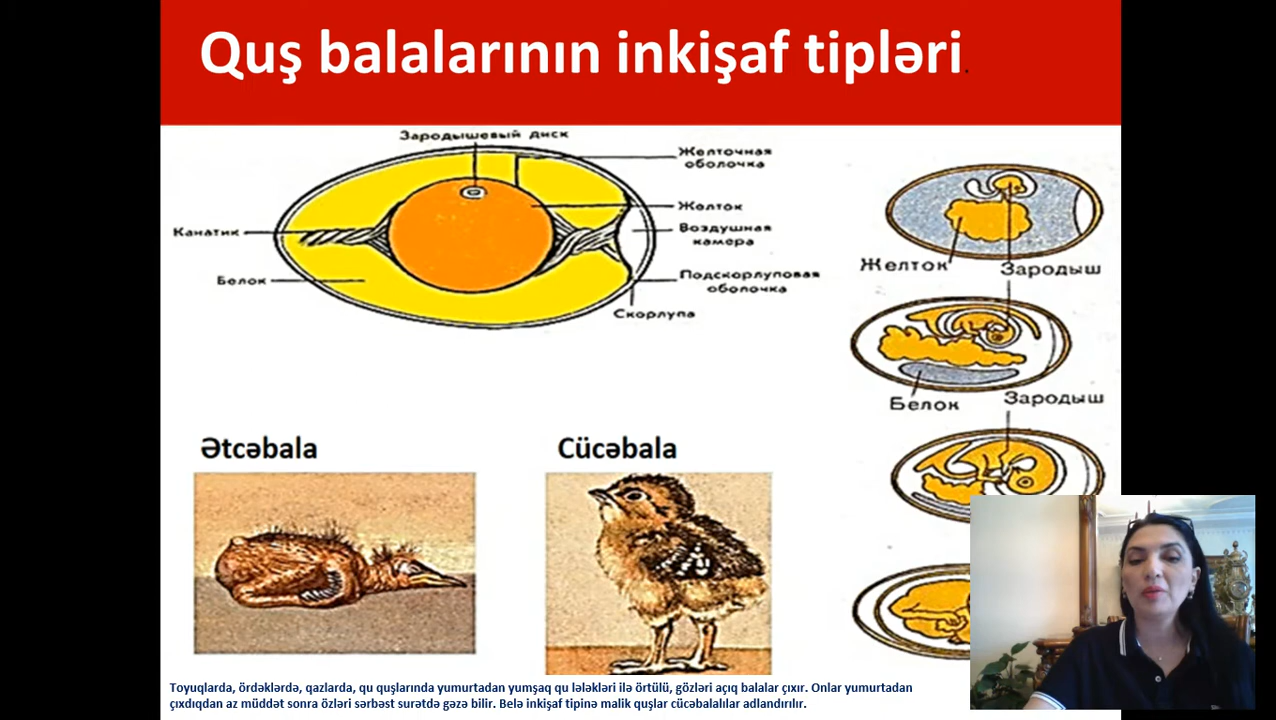 Quş balalarının inkişaf tipləri.
Зародышевый диск
Желточная
оболочка
Желток
Канатик
Воздушная
камера
Белок
Подскорлуповая
оболочка
Скорлупа
Желток
Зародыш
Белок
Зародыш
Ətcəbala
Cücəbala
Toyuqlarda, ördəklərdə, qazlarda, qu quşlarında yumurtadan yumşaq qu lələkləri ilə örtülü, gözləri açıq balalar çıxır. Onlar yumurtadan
çıxdıqdan az müddət sonra özləri sərbəst surətdə gəzə bilir. Belə inkişaf tipinə malik quşlar cücəbalalılar adlandırılır.